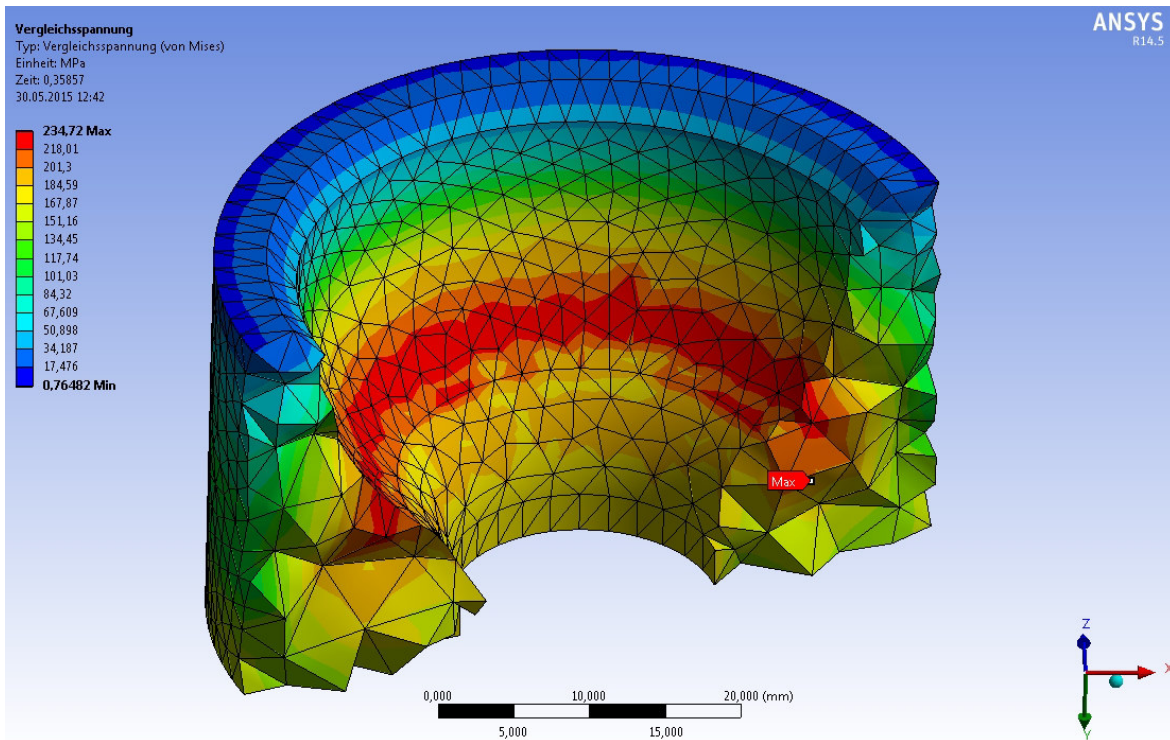 Vergleichsspannung
Typ: Vergleichsspannung (von Mises)
Einheit: MPa
Zeit: 0,35857
30.05.2015 12:42
234,72 Max
218,01
201,3
184,59
167,87
151,16
134,45
117,74
101,03
84,32
67,609
50,898
34,187
17,476
0,76482 Min
ANSYS
R14.5
Max
0,000
10,000
20,000 (mm)
5,000
15,000
Z
X
Y